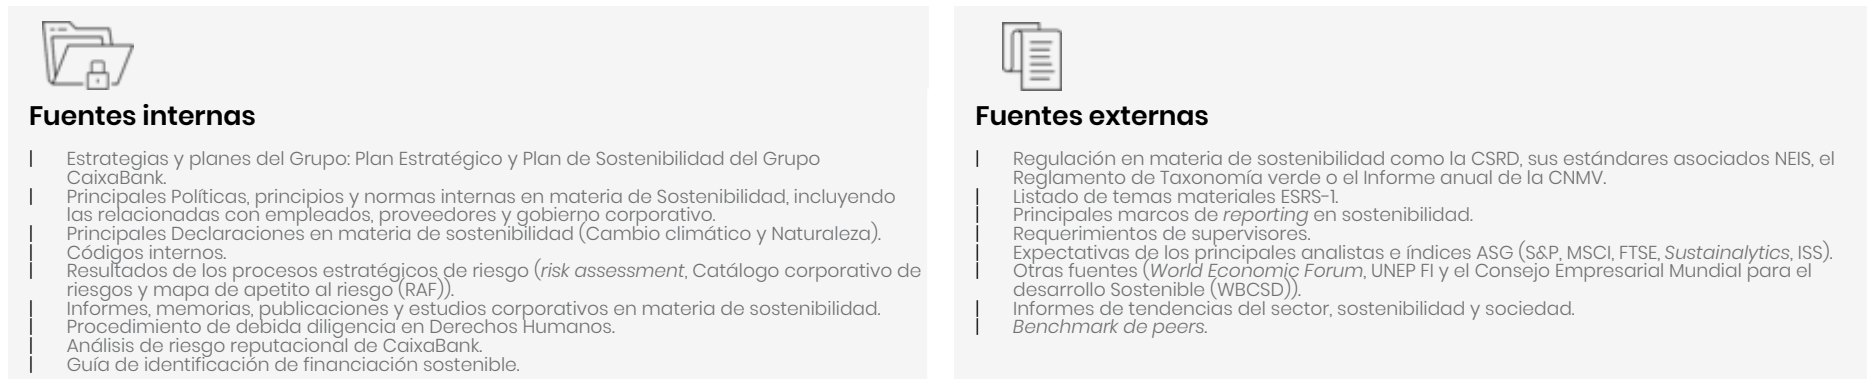 Fuentes internas
| Estrategias y planes del Grupo: Plan Estratégico y Plan de Sostenibilidad del Grupo
CaixaBank.
| Principales Políticas, principios y normas internas en materia de Sostenibilidad, incluyendo
las relacionadas con empleados, proveedores y gobierno corporativo.
| Principales Declaraciones en materia de sostenibilidad (Cambio climático y Naturaleza).
| Códigos internos.
| Resultados de los procesos estratégicos de riesgo (risk assessment, Catálogo corporativo de
riesgos y mapa de apetito al riesgo (RAF)).
| Informes, memorias, publicaciones y estudios corporativos en materia de sostenibilidad.
| Procedimiento de debida diligencia en Derechos Humanos.
| Análisis de riesgo reputacional de CaixaBank.
| Guía de identificación de financiación sostenible.
Fuentes externas
| Regulación en materia de sostenibilidad como la CSRD, sus estándares asociados NEIS, el
Reglamento de Taxonomía verde o el Informe anual de la CNMV.
| Listado de temas materiales ESRS-1.
| Principales marcos de reporting en sostenibilidad.
| Requerimientos de supervisores.
| Expectativas de los principales analistas e índices ASG (S&P, MSCI, FTSE, Sustainalytics, ISS).
| Otras fuentes (World Economic Forum, UNEP FI y el Consejo Empresarial Mundial para el
desarrollo Sostenible (WBCSD)).
| Informes de tendencias del sector, sostenibilidad y sociedad.
| Benchmark de peers.